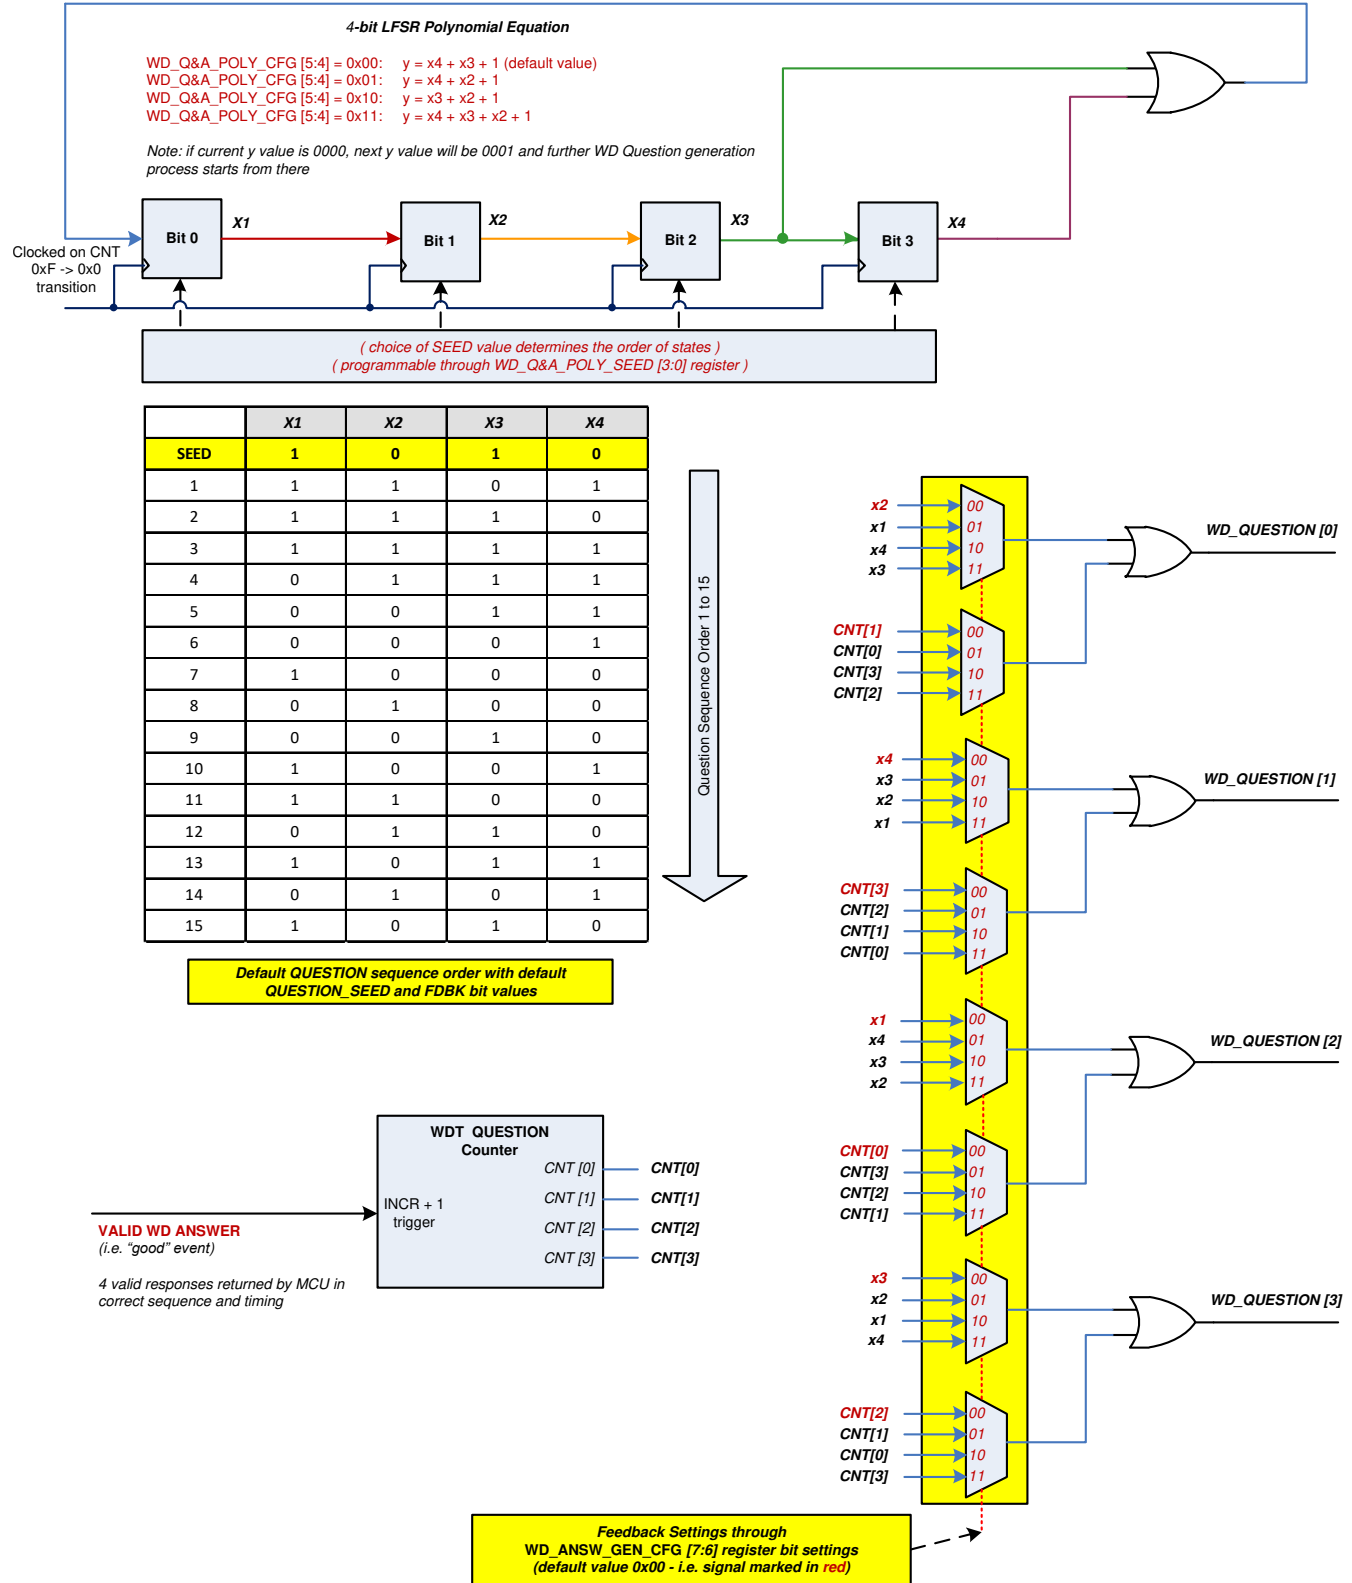 4-bit LFSR Polynomial Equation
WD_Q&A_POLY_CFG [5:4] = 0x00: y = x4 + x3 + 1 (default value)
WD_Q&A_POLY_CFG [5:4] = 0x01: y = x4 + x2 + 1
WD_Q&A_POLY_CFG [5:4] = 0x10: y = x3 + x2 + 1
WD_Q&A_POLY_CFG [5:4] = 0x11: y = x4 + x3 + x2 + 1
Note: if current y value is 0000, next y value will be 0001 and further WD Question generation
process starts from there
Bit 0
X1
Bit 1
X2
Bit 2
X3
Bit 3
X4
Clocked on CNT
0xF -> 0x0
transition
( choice of SEED value determines the order of states )
( programmable through WD_Q&A_POLY_SEED [3:0] register )
X1 X2 X3 X4
SEED 1 0 1 0
1 1 1 0 1
2 1 1 1 0
3 1 1 1 1
4 0 1 1 1
5 0 0 1 1
6 0 0 0 1
7 1 0 0 0
8 0 1 0 0
9 0 0 1 0
10 1 0 0 1
11 1 1 0 0
12 0 1 1 0
13 1 0 1 1
14 0 1 0 1
15 1 0 1 0
Question Sequence Order 1 to 15
Default QUESTION sequence order with default
QUESTION_SEED and FDBK bit values
WDT QUESTION
Counter
INCR + 1
trigger
CNT [0] CNT[0]
CNT [1] CNT[1]
CNT [2] CNT[2]
CNT [3] CNT[3]
VALID WD ANSWER
(i.e. “good” event)
4 valid responses returned by MCU in
correct sequence and timing
x2 00
x1 01
x4 10
x3 11
WD_QUESTION [0]
CNT[1] 00
CNT[0] 01
CNT[3] 10
CNT[2] 11
x4 00
x3 01
x2 10
x1 11
WD_QUESTION [1]
CNT[3] 00
CNT[2] 01
CNT[1] 10
CNT[0] 11
x1 00
x4 01
x3 10
x2 11
WD_QUESTION [2]
CNT[0] 00
CNT[3] 01
CNT[2] 10
CNT[1] 11
x3 00
x2 01
x1 10
x4 11
WD_QUESTION [3]
CNT[2] 00
CNT[1] 01
CNT[0] 10
CNT[3] 11
Feedback Settings through
WD_ANSW_GEN_CFG [7:6] register bit settings
(default value 0x00 - i.e. signal marked in red)